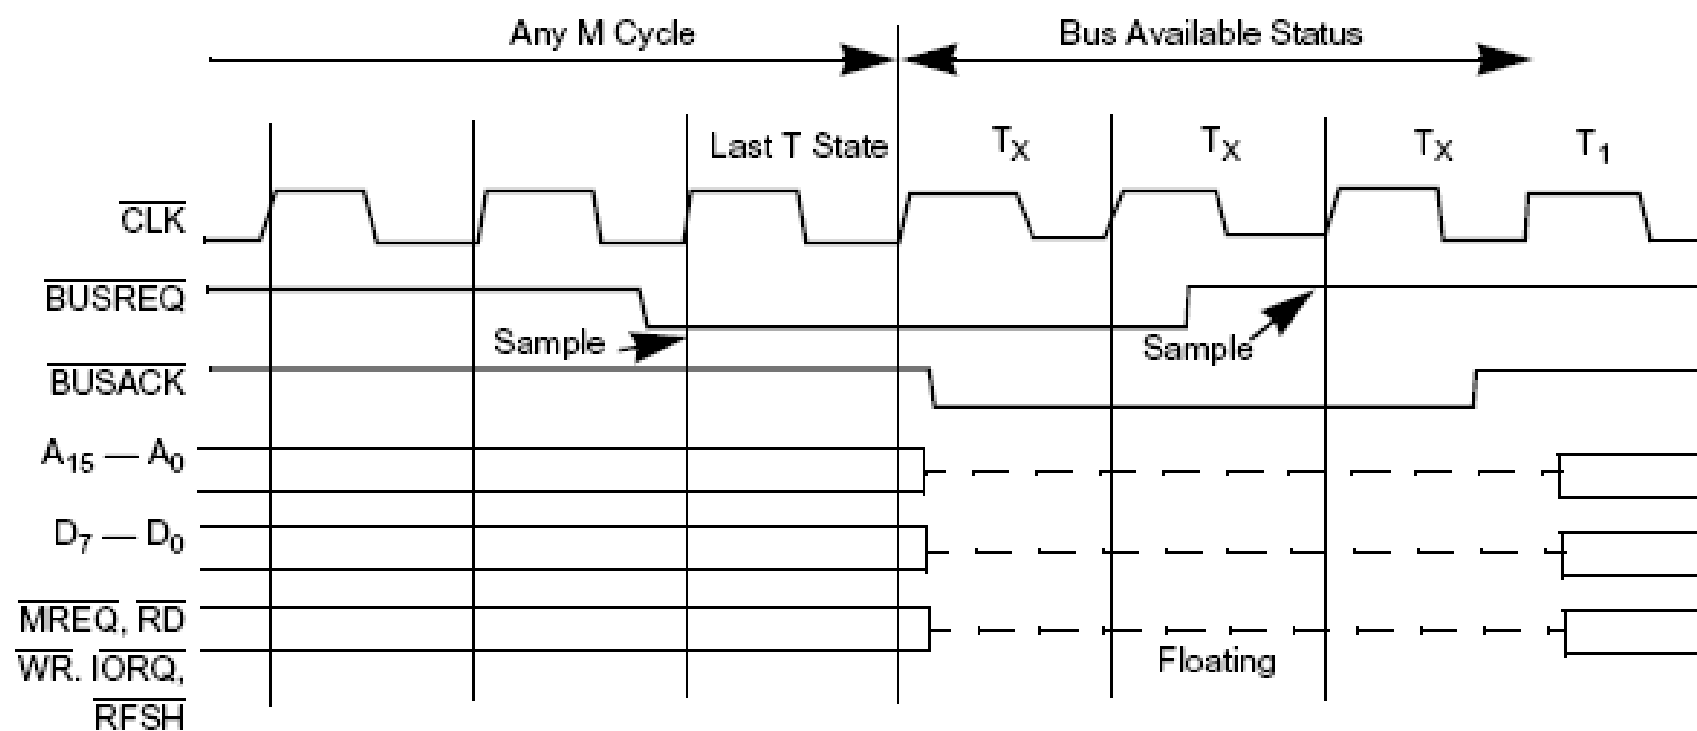 Any M Cycle
Bus Available Status
Last T State
TX
TX
TX
T1
CLK
BUSREQ
Sample
Sample
BUSACK
A15 — A0
D7 — D0
MREQ, RD
WR. IORQ,
RFSH
Floating